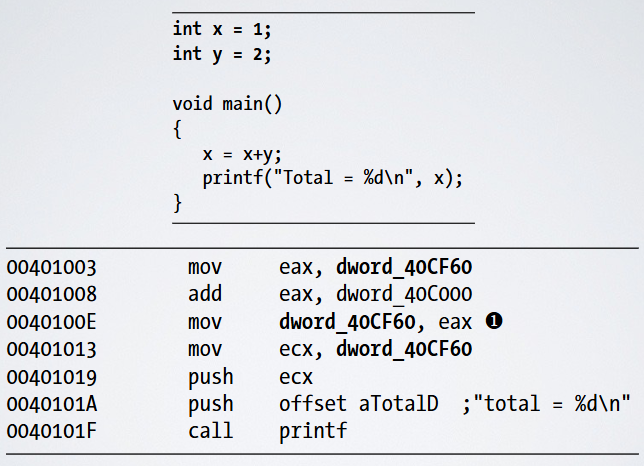 int x = 1;
int y = 2;
void main()
{
x = x+y;
printf("Total = %d\n", x);
}
00401003 mov eax, dword_40CF60
00401008 add eax, dword_40C000
0040100E mov dword_40CF60, eax ❶
00401013 mov ecx, dword_40CF60
00401019 push ecx
0040101A push offset aTotalD ;"total = %d\n"
0040101F call printf